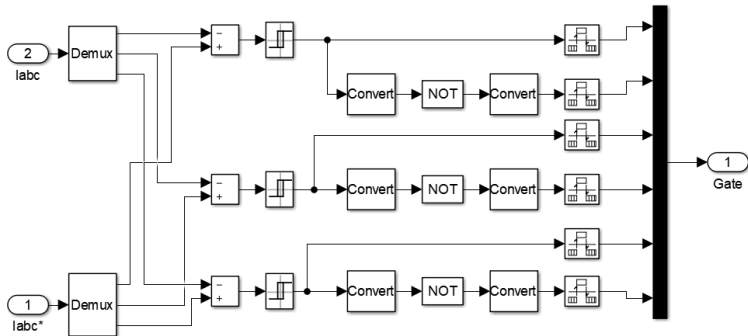 2
Iabc
Demux
−
+
Convert
NOT
Convert
−
+
Convert
NOT
Convert
1
Gate
1
Iabc*
Demux
−
+
Convert
NOT
Convert